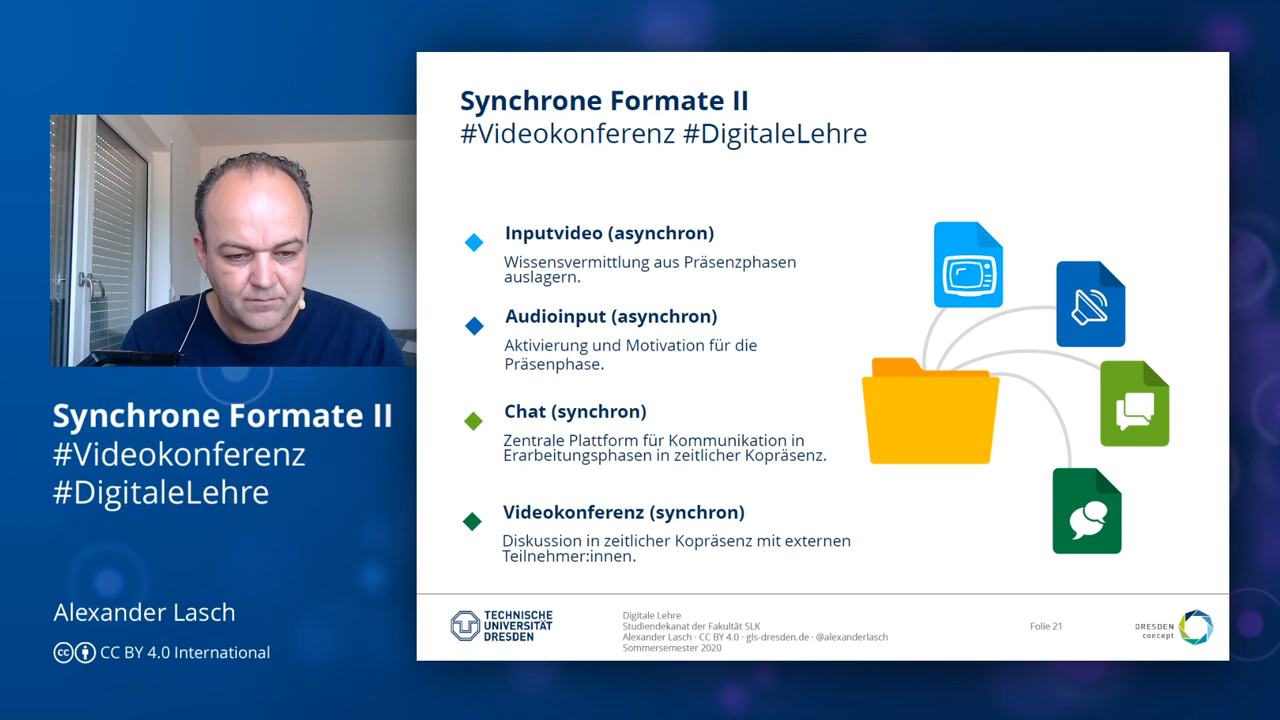 Synchrone Formate II
#Videokonferenz #DigitaleLehre
Inputvideo (asynchron)
Wissensvermittlung aus Präsenzphasen
auslagern.
Audioinput (asynchron)
Aktivierung und Motivation für die
Präsenphase.
Chat (synchron)
Zentrale Plattform für Kommunikation in
Erarbeitungsphasen in zeitlicher Kopräsenz.
Videokonferenz (synchron)
Diskussion in zeitlicher Kopräsenz mit externen
Teilnehmer:innen.
TECHNISCHE
UNIVERSITÄT
DRESDEN
Digitale Lehre
Studiendekanat der Fakultät SLK
Alexander Lasch · CC BY 4.0 · gls-dresden.de · @alexanderlasch
Sommersemester 2020
Folie 21
DRESDEN
concept
Synchrone Formate II
#Videokonferenz
#DigitaleLehre
Alexander Lasch
cc CC BY 4.0 International